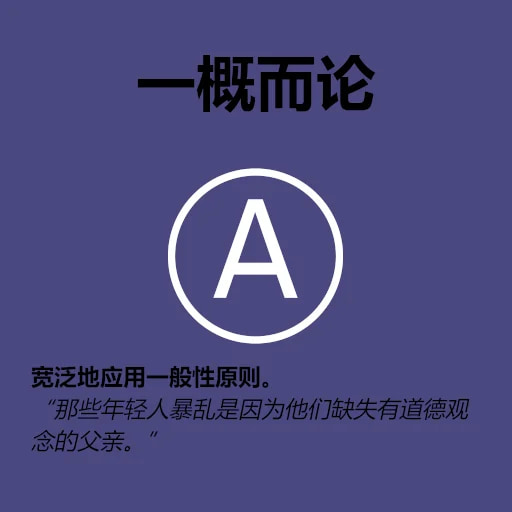 一概而论
A
宽泛地应用一般性原则。
“那些年轻人暴乱是因为他们缺失有道德观
念的父亲。”